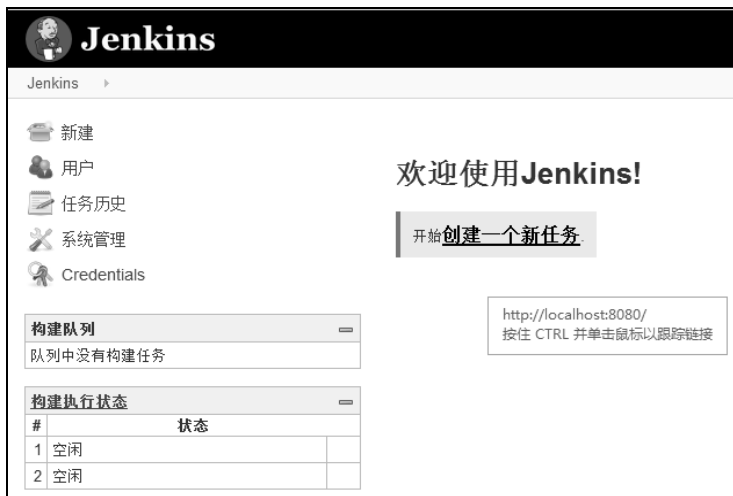 Jenkins
Jenkins
新建
用户
任务历史
系统管理
Credentials
欢迎使用Jenkins!
开始创建一个新任务.
http://localhost:8080/
按住 CTRL 并单击鼠标以跟踪链接
构建队列
队列中没有构建任务
构建执行状态
# 状态
1 空闲
2 空闲